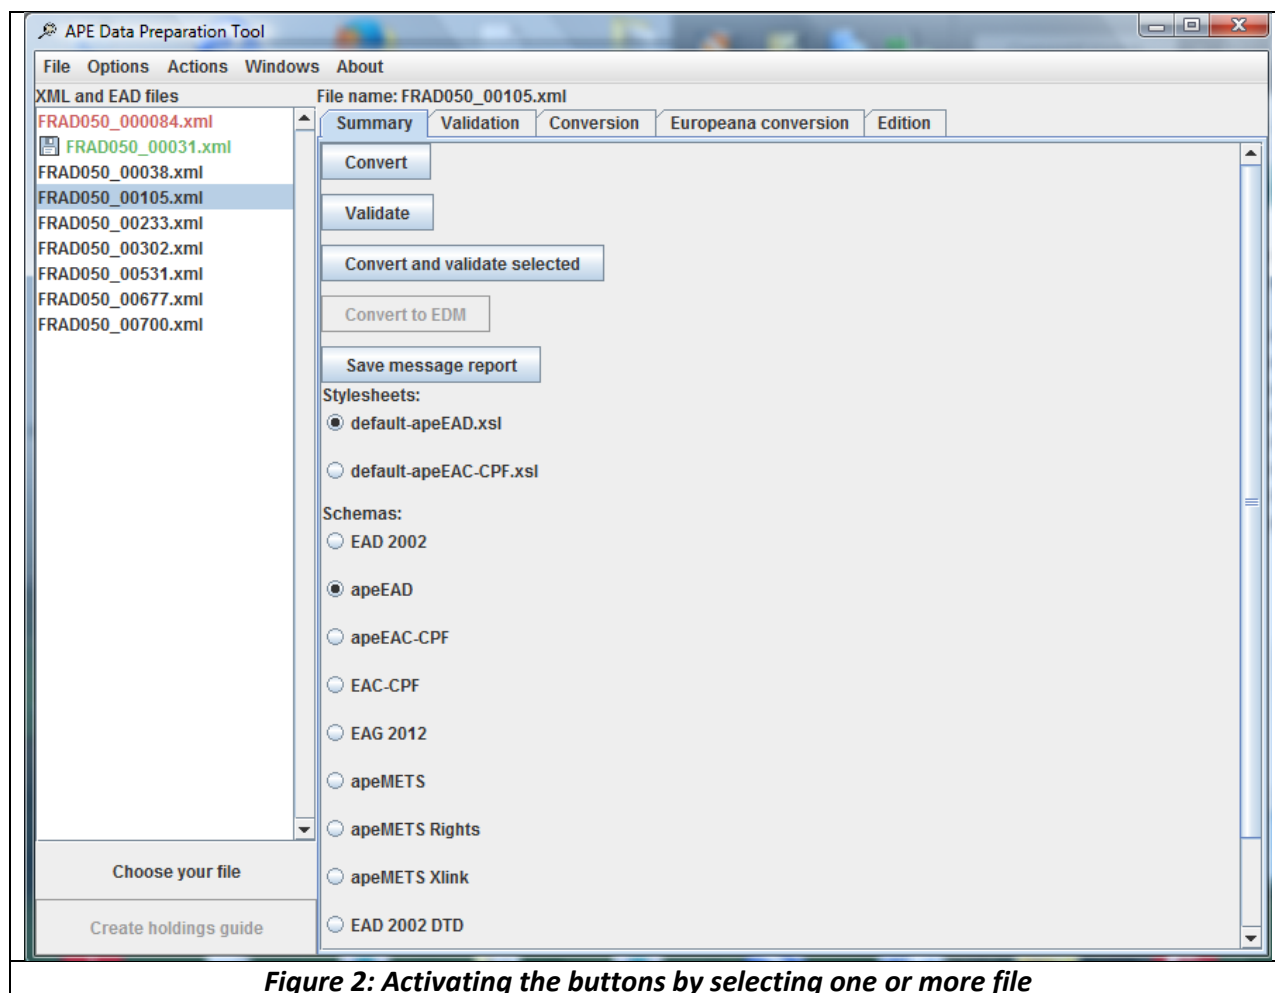 APE Data Preparation Tool
File Options Actions Windows About
XML and EAD files
FRAD050_000084.xml
FRAD050_00031.xml
FRAD050_00038.xml
FRAD050_00105.xml
FRAD050_00233.xml
FRAD050_00302.xml
FRAD050_00531.xml
FRAD050_00677.xml
FRAD050_00700.xml
Choose your file
Create holdings guide
File name: FRAD050_00105.xml
Summary Validation Conversion Europeana conversion Edition
Convert
Validate
Convert and validate selected
Convert to EDM
Save message report
Stylesheets:
default-apeEAD.xsl
default-apeEAC-CPF.xsl
Schemas:
EAD 2002
apeEAD
apeEAC-CPF
EAC-CPF
EAG 2012
apeMETS
apeMETS Rights
apeMETS Xlink
EAD 2002 DTD
Figure 2: Activating the buttons by selecting one or more file